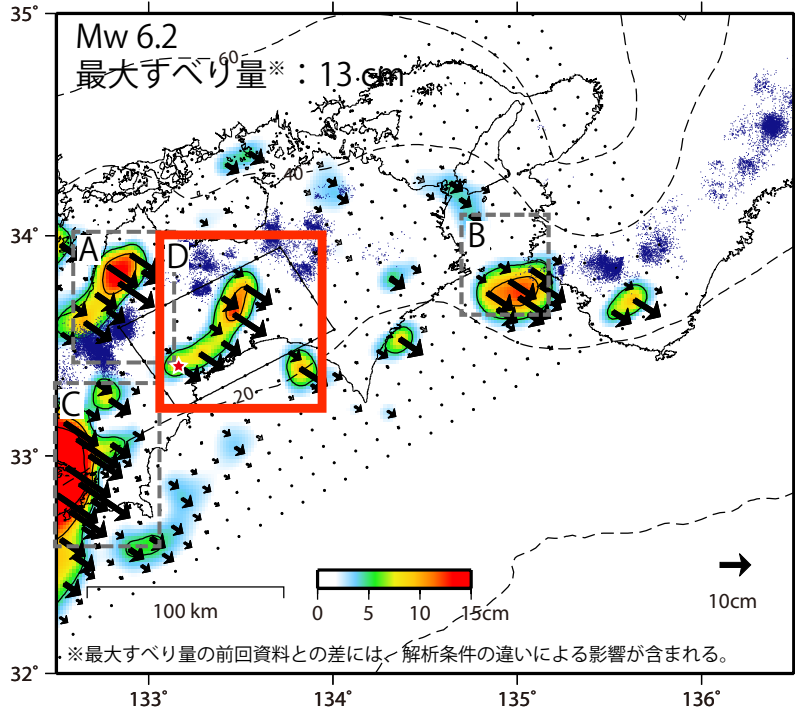 35˚
Mw 6.2
60
最大すべり量※：13 cm
40
34˚
A
D
B
C
20
33˚
100 km
0 5 10 15cm
10cm
※最大すべり量の前回資料との差には、解析条件の違いによる影響が含まれる。
32˚
133˚ 134˚ 135˚ 136˚